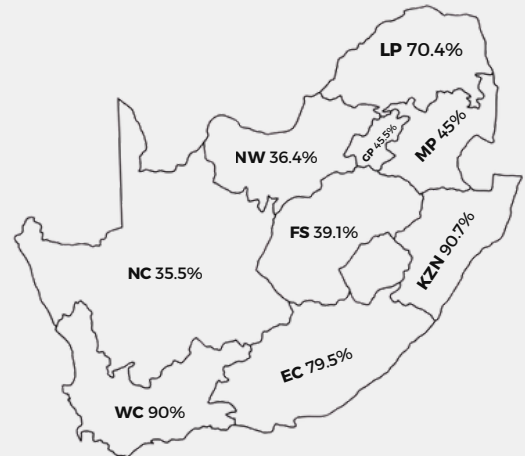 LP 70.4%
GP 45.5%
MP 45%
NW 36.4%
FS 39.1%
KZN 90.7%
NC 35.5%
EC 79.5%
WC 90%